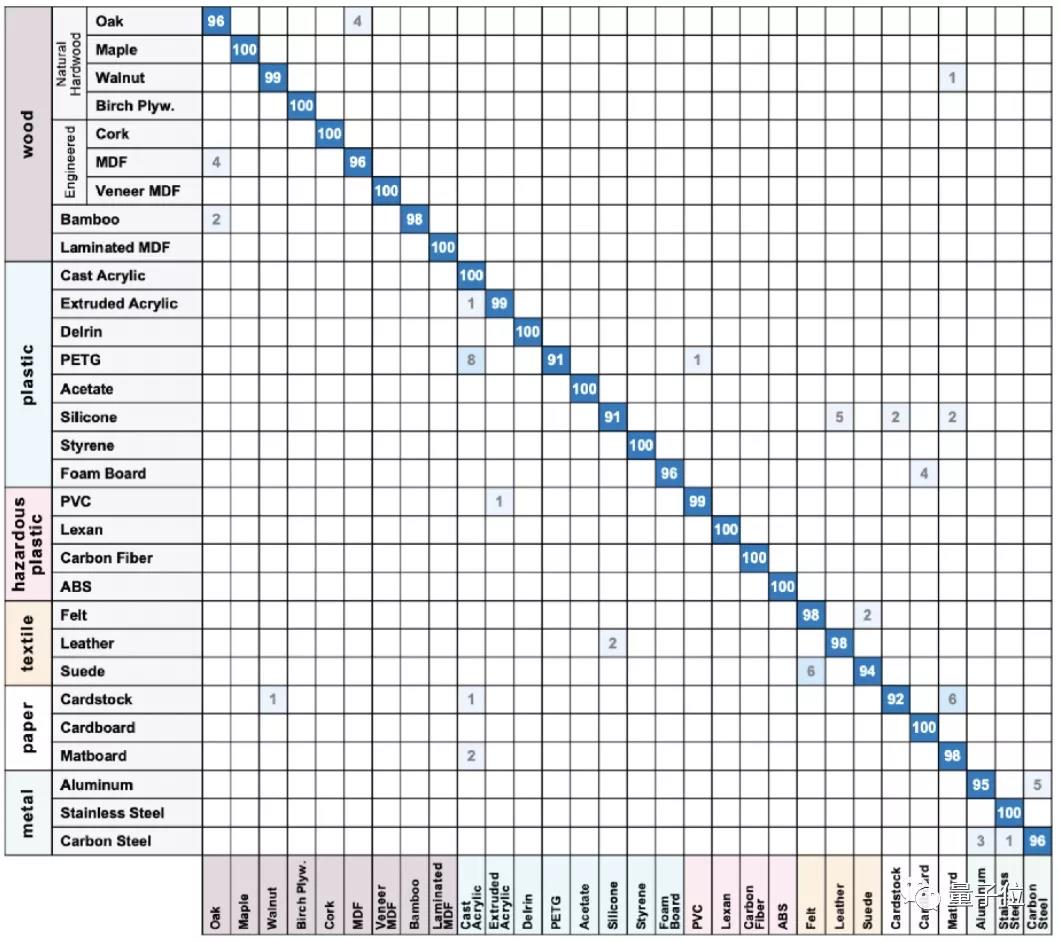 wood
Natural
Hardwood
Engineered
Oak 96 4
Maple 100
Walnut 99 1
Birch Plyw. 100
Cork 100
MDF 4 96
Veneer MDF 100
Bamboo 2 98
Laminated MDF 100
plastic
Cast Acrylic 100
Extruded Acrylic 1 99
Delrin 100
PETG 8 91 1
Acetate 100
Silicone 91 5 2 2
Styrene 100
Foam Board 96 4
hazardous
plastic
PVC 1 99
Lexan 100
Carbon Fiber 100
ABS 100
textile
Felt 98 2
Leather 2 98
Suede 6 94
paper
Cardstock 1 1 92 6
Cardboard 100
Matboard 2 98
metal
Aluminum 95 5
Stainless Steel 100
Carbon Steel 3 1 96
Oak
Maple
Walnut
Birch Plyw.
Cork
MDF
Veneer
MDF
Bamboo
Laminated
MDF
Cast
Acrylic
Extruded
Acrylic
Delrin
PETG
Acetate
Silicone
Styrene
Foam
Board
PVC
Lexan
Carbon
Fiber
ABS
Felt
Leather
Suede
Cardstock
Aluminum
Carbon
Steel
量子位